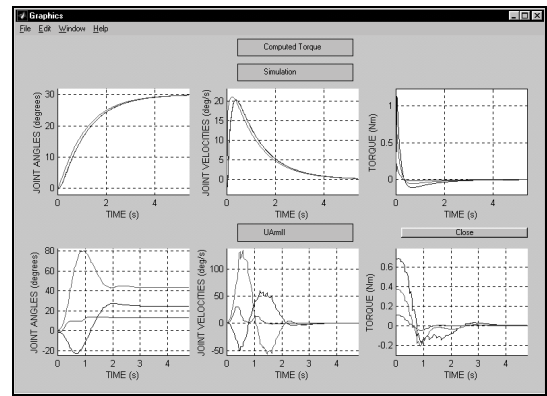 Graphics
File Edit Window Help
Computed Torque
Simulation
JOINT ANGLES (degrees)
30
20
10
0
0 2 4
TIME (s)
JOINT VELOCITIES (deg/s)
20
15
10
5
0
0 2 4
TIME (s)
TORQUE (Nm)
1
0.5
0
0 2 4
TIME (s)
UArmII
Close
JOINT ANGLES (degrees)
80
60
40
20
0
-20
0 1 2 3 4
TIME (s)
JOINT VELOCITIES (deg/s)
100
50
0
-50
0 1 2 3 4
TIME (s)
TORQUE (Nm)
0.6
0.4
0.2
0
-0.2
0 1 2 3 4
TIME (s)